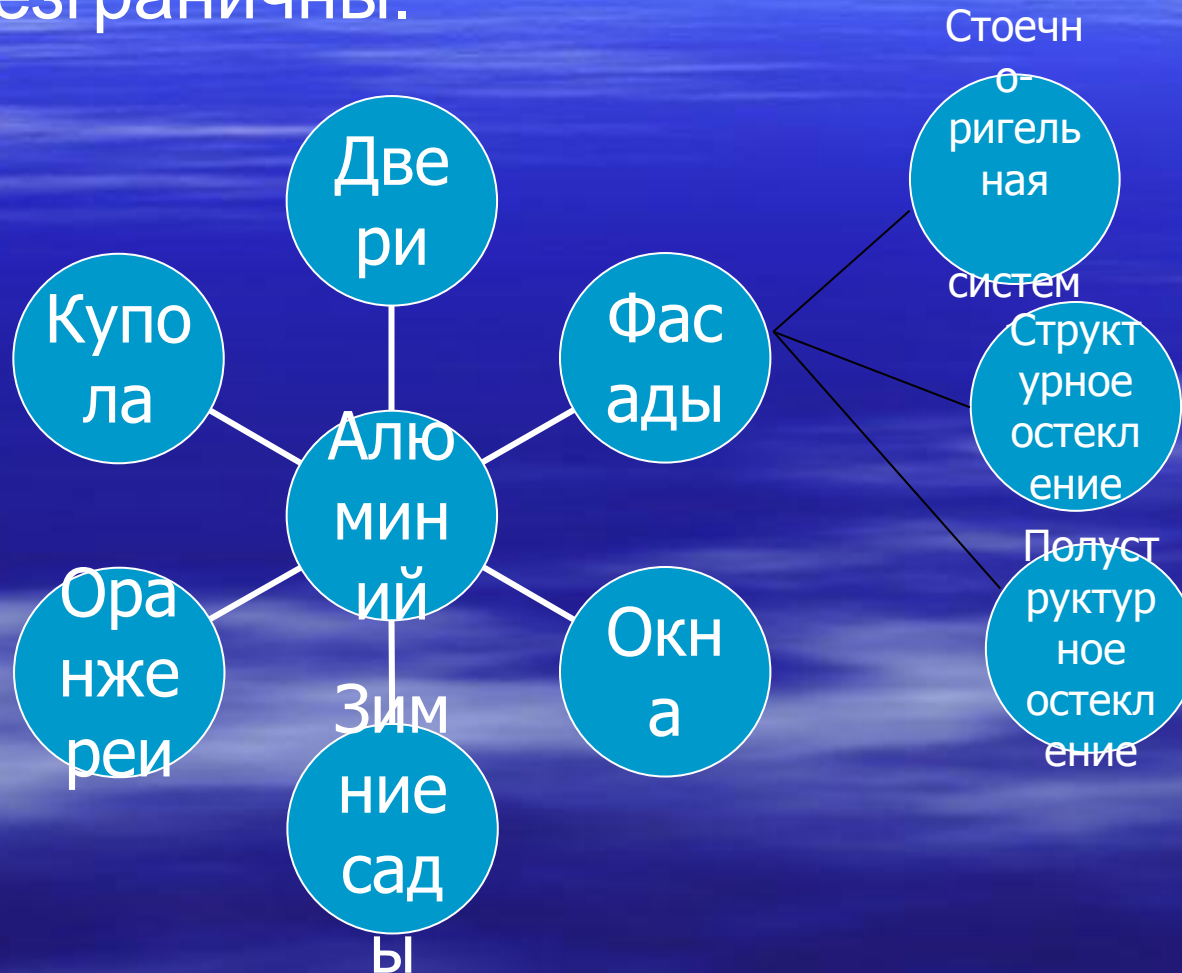 езграничны.
Две
ри
Фас
ады
Окн
а
Зим
ние
сад
ы
Ора
нже
реи
Купо
ла
Алю
мин
ий
Стоечн
о-
ригель
ная
систем
Структ
урное
остекл
ение
Полуст
руктур
ное
остекл
ение